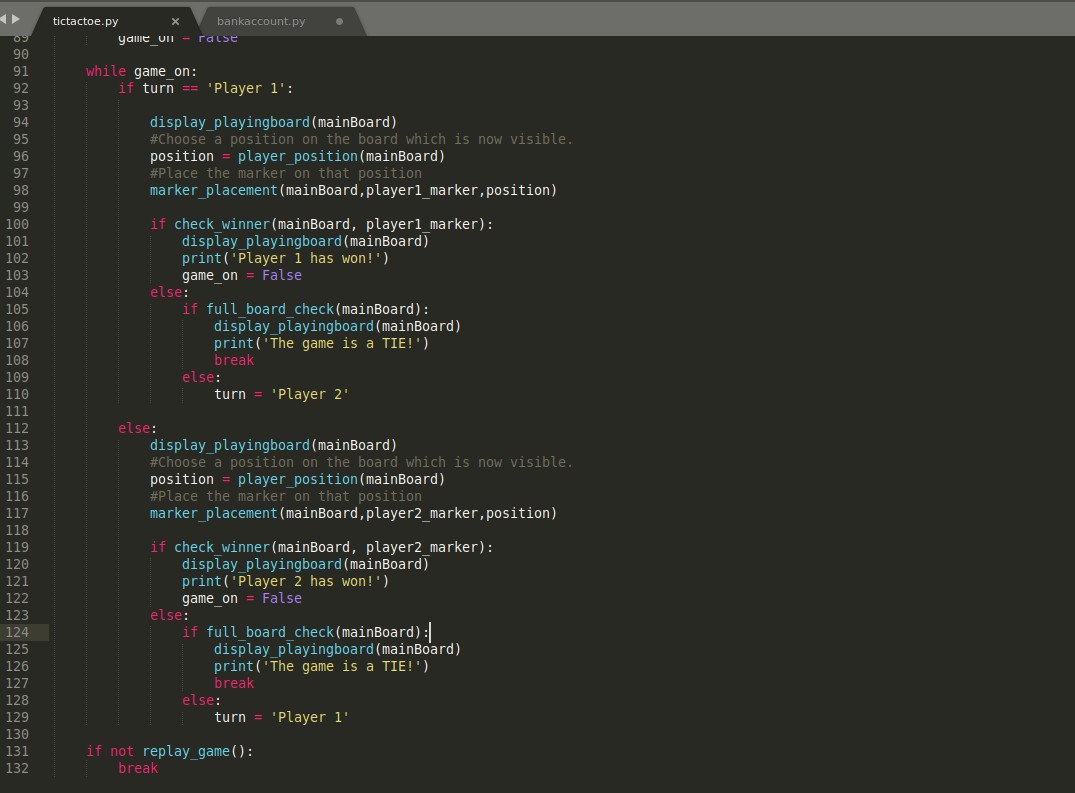 tictactoe.py × bankaccount.py
89 game_on = False
90
91 while game_on:
92 if turn == 'Player 1':
93
94 display_playingboard(mainBoard)
95 #Choose a position on the board which is now visible.
96 position = player_position(mainBoard)
97 #Place the marker on that position
98 marker_placement(mainBoard,player1_marker,position)
99
100 if check_winner(mainBoard, player1_marker):
101 display_playingboard(mainBoard)
102 print('Player 1 has won!')
103 game_on = False
104 else:
105 if full_board_check(mainBoard):
106 display_playingboard(mainBoard)
107 print('The game is a TIE!')
108 break
109 else:
110 turn = 'Player 2'
111
112 else:
113 display_playingboard(mainBoard)
114 #Choose a position on the board which is now visible.
115 position = player_position(mainBoard)
116 #Place the marker on that position
117 marker_placement(mainBoard,player2_marker,position)
118
119 if check_winner(mainBoard, player2_marker):
120 display_playingboard(mainBoard)
121 print('Player 2 has won!')
122 game_on = False
123 else:
124 if full_board_check(mainBoard):
125 display_playingboard(mainBoard)
126 print('The game is a TIE!')
127 break
128 else:
129 turn = 'Player 1'
130
131 if not replay_game():
132 break